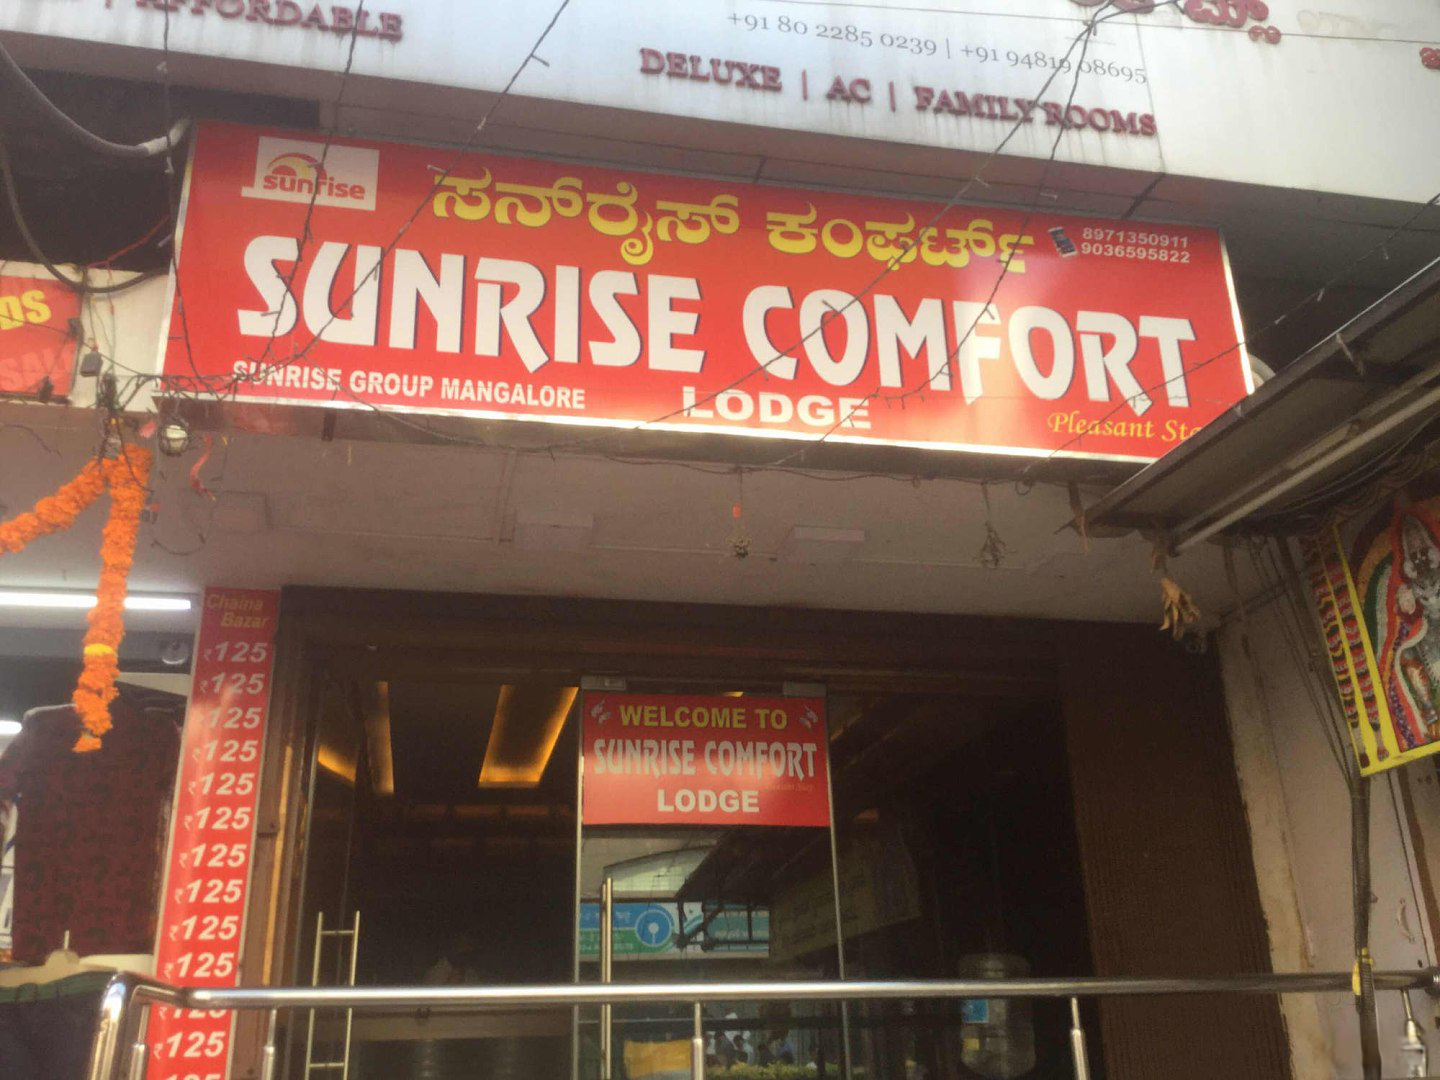 | AFFORDABLE
+91 80 2285 0239 | +91 94819 08695
DELUXE | AC | FAMILY ROOMS
sunrise
ಸನ್‌ರೈಸ್ ಕಂಫರ್ಟ್ಸ್
8971350911
9036595822
SUNRISE COMFORT
SUNRISE GROUP MANGALORE
LODGE
Pleasant
Chaina
Bazar
₹125
₹125
₹125
₹125
₹125
₹125
₹125
₹125
₹125
₹125
₹125
₹125
WELCOME TO
SUNRISE COMFORT
LODGE